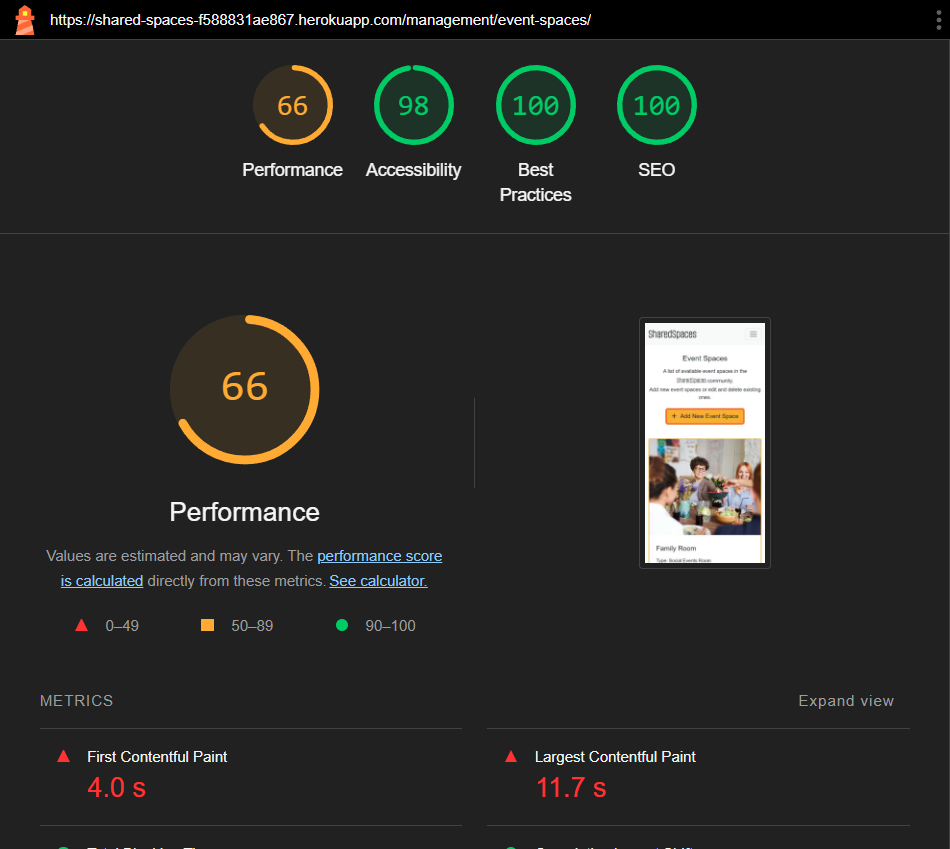 https://shared-spaces-f588831ae867.herokuapp.com/management/event-spaces/
66
98
100
100
Performance
Accessibility
Best
Practices
SEO
66
SharedSpaces
Event Spaces
A list of available event spaces in the
SharedSpaces community.
Add new event spaces or edit and delete existing
ones.
+ Add New Event Space
Family Room
Type: Social Events Room
Performance
Values are estimated and may vary. The performance score
is calculated directly from these metrics. See calculator.
0–49
50–89
90–100
METRICS
Expand view
First Contentful Paint
4.0 s
Largest Contentful Paint
11.7 s